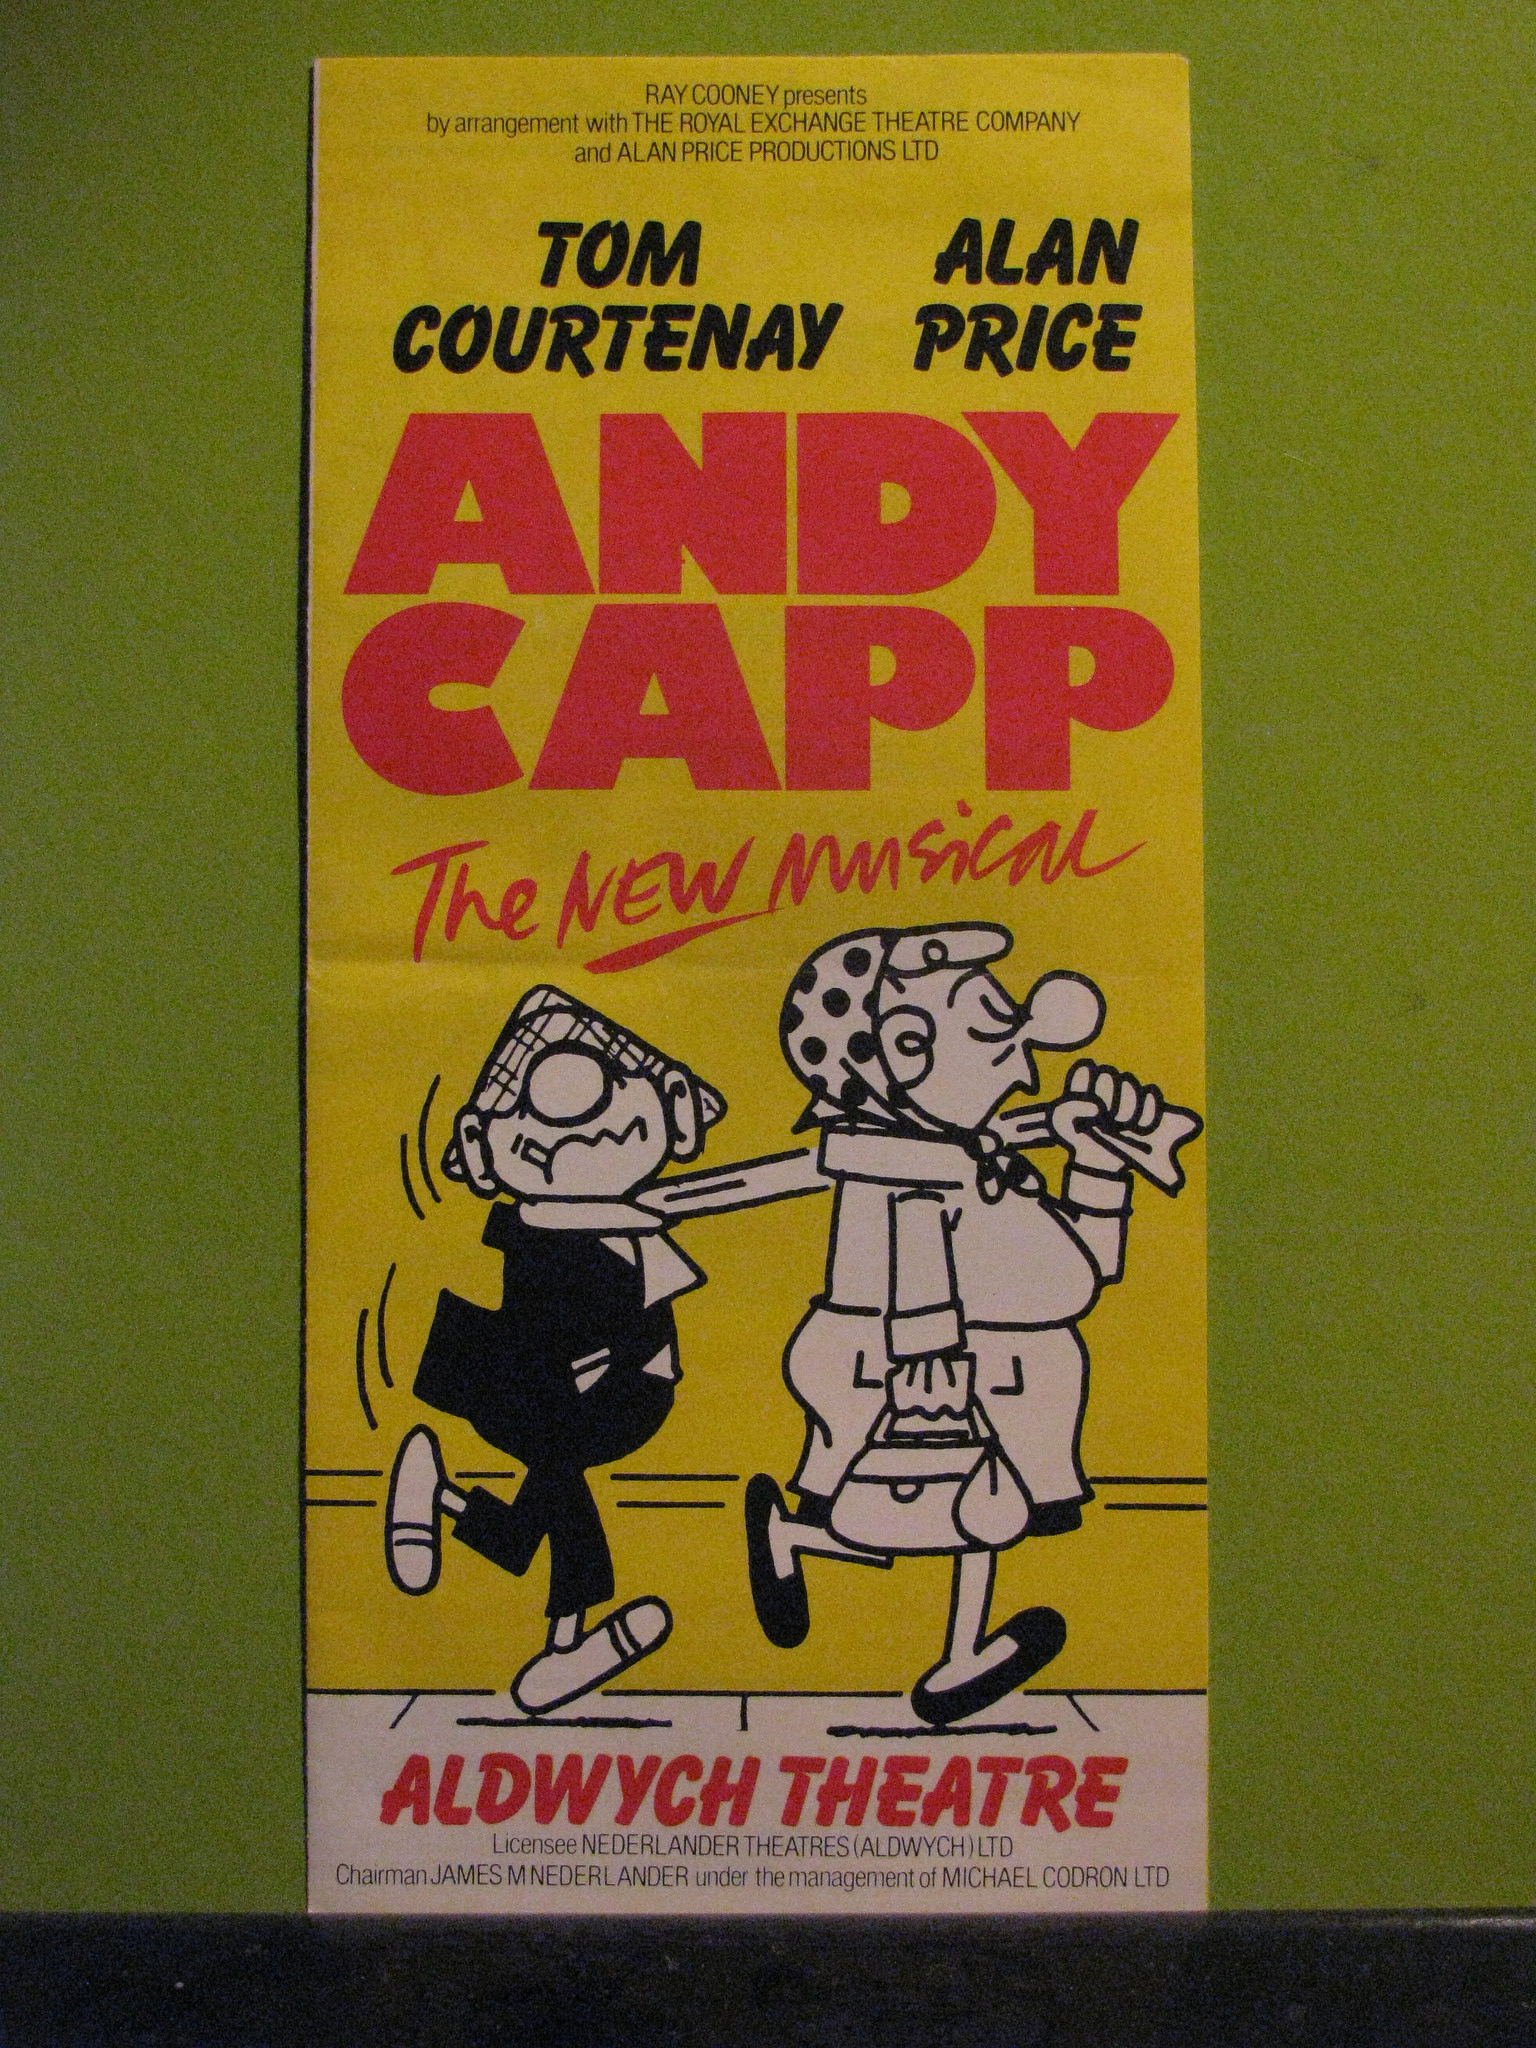 RAY COONEY presents
by arrangement with THE ROYAL EXCHANGE THEATRE COMPANY
and ALAN PRICE PRODUCTIONS LTD
TOM COURTENAY
ALAN PRICE
ANDY
CAPP
The NEW Musical
ALDWYCH THEATRE
Licensee NEDERLANDER THEATRES (ALDWYCH) LTD
Chairman JAMES M NEDERLANDER under the management of MICHAEL CODRON LTD